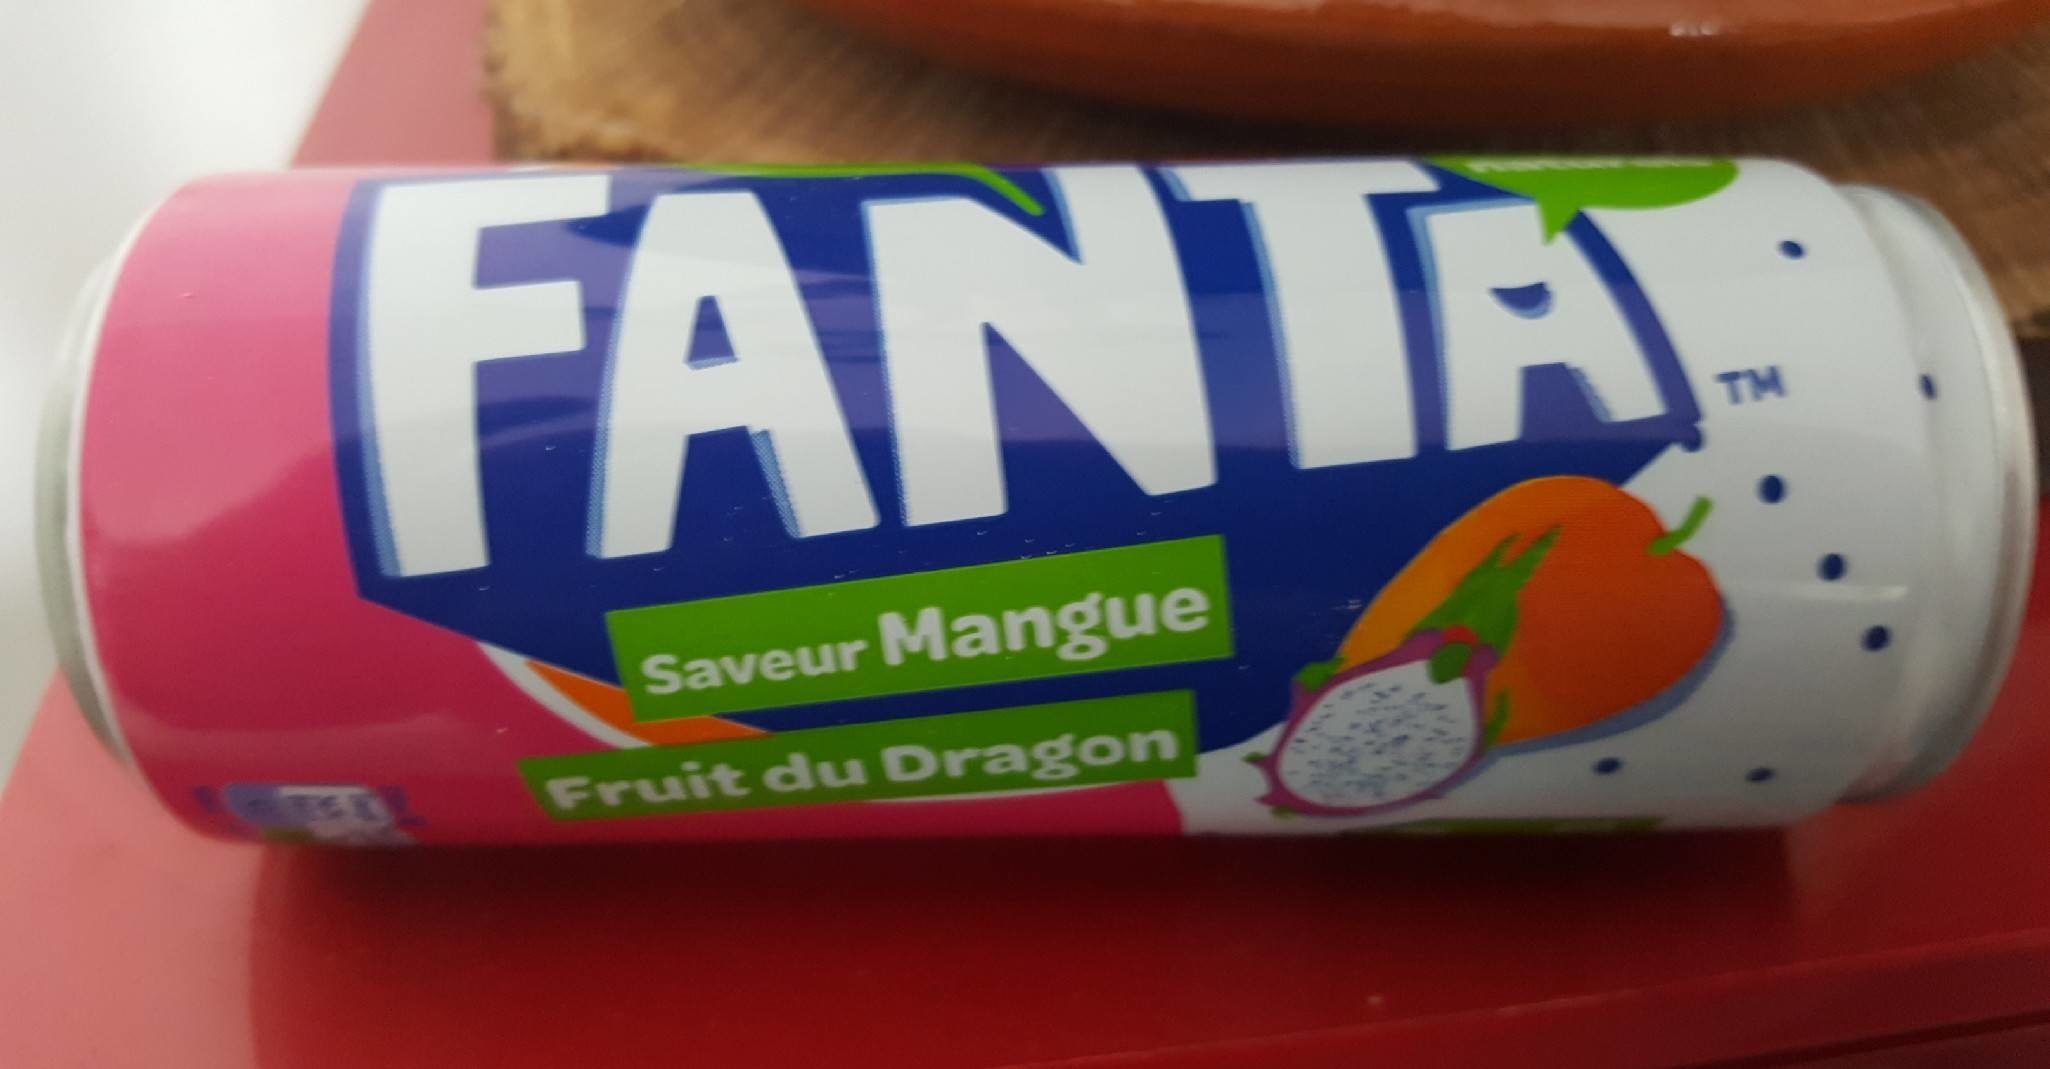 FANTA
TM
Saveur Mangue
Fruit du Dragon